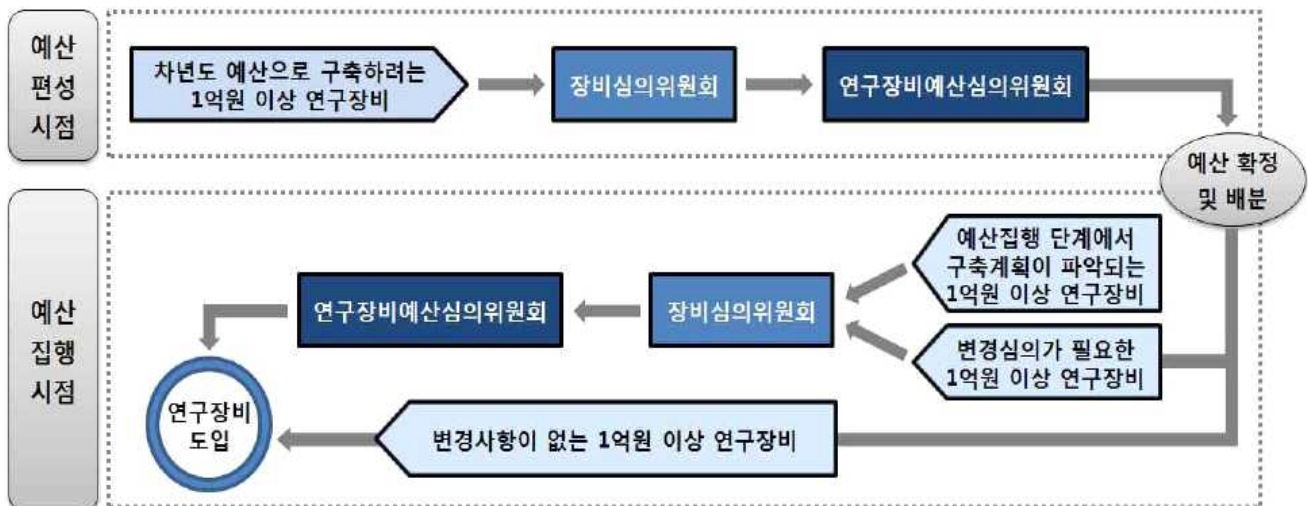 예산
편성
시점
차년도 예산으로 구축하려는
1억원 이상 연구장비
장비심의위원회
연구장비예산심의위원회
예산 확정
및 배분
예산
집행
시점
예산집행 단계에서
구축계획이 파악되는
1억원 이상 연구장비
연구장비예산심의위원회
장비심의위원회
변경심의가 필요한
1억원 이상 연구장비
연구장비
도입
변경사항이 없는 1억원 이상 연구장비